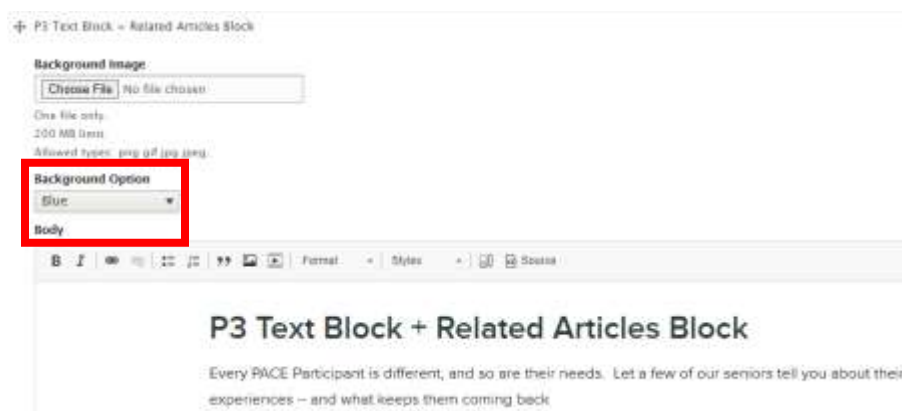 P3 Text Block + Related Articles Block
Background Image
Choose File No file chosen
One file only.
200 MB limit.
Allowed types: png gif jpg jpeg.
Background Option
Blue
Body
B I Format Styles Source
P3 Text Block + Related Articles Block
Every PACE Participant is different, and so are their needs. Let a few of our seniors tell you about their
experiences – and what keeps them coming back